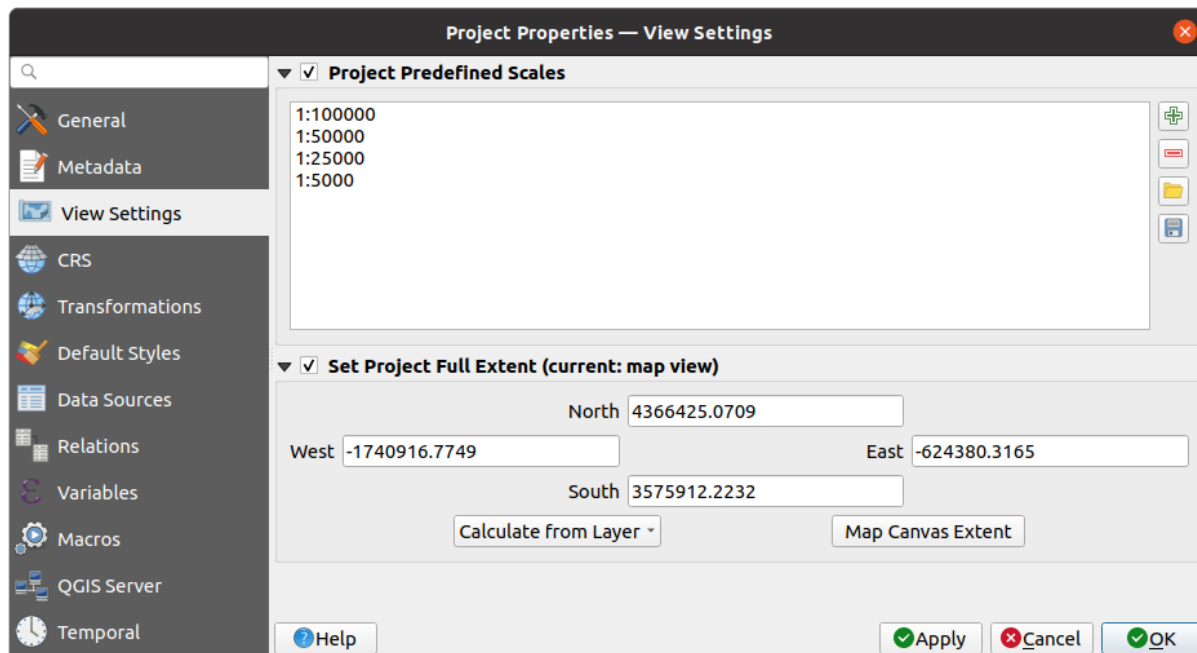 Project Properties — View Settings
General
Metadata
View Settings
CRS
Transformations
Default Styles
Data Sources
Relations
Variables
Macros
QGIS Server
Temporal
Project Predefined Scales
1:100000
1:50000
1:25000
1:5000
Set Project Full Extent (current: map view)
North 4366425.0709
West -1740916.7749 East -624380.3165
South 3575912.2232
Calculate from Layer Map Canvas Extent
Help Apply Cancel OK